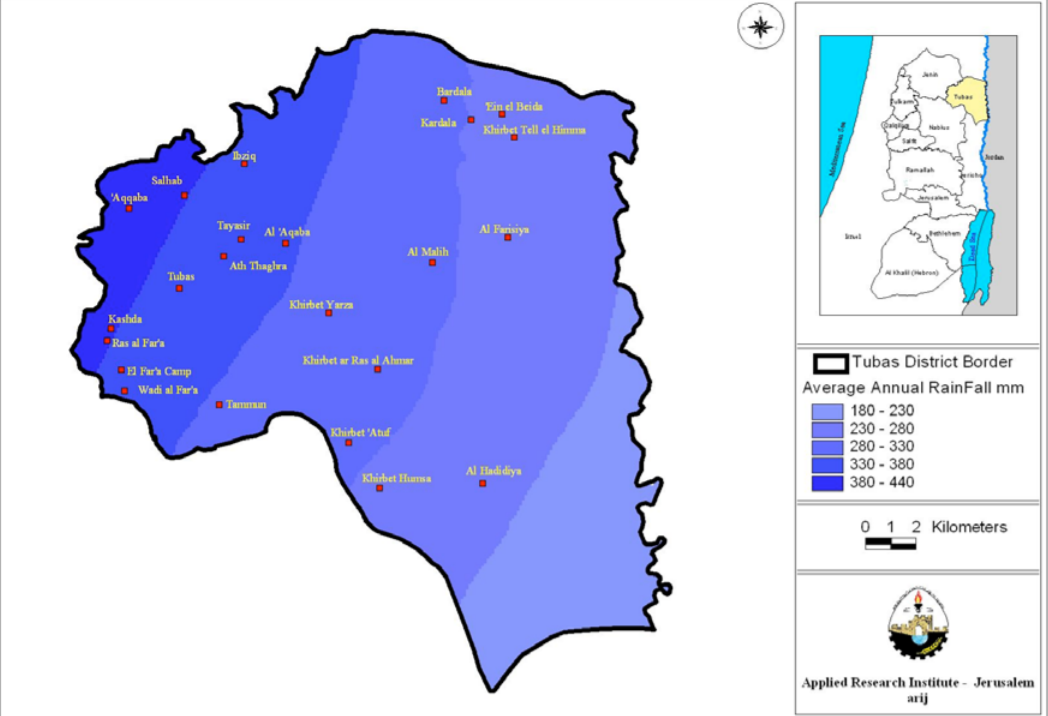 Bardala
'Ein el Beida
Kardala
Khirbet Tell el Himma
Ibziq
Salhab
'Aqqaba
Tayasir
Al 'Aqaba
Al Farisiya
Al Malih
Ath Thaghra
Tubas
Khirbet Yarza
Kashda
Ras al Far'a
Khirbet ar Ras al Ahmar
El Far'a Camp
Wadi al Far'a
Tammun
Khirbet 'Atuf
Khirbet Humsa
Al Hadidiya
Jenin
Tubas
Tulkarm
Nablus
Qalqiliya
Salfit
Mediterranean Sea
Ramallah
Jordan
Jericho
Jerusalem
Bethlehem
Dead Sea
Al Khalil (Hebron)
Tubas District Border
Average Annual RainFall mm
180 - 230
230 - 280
280 - 330
330 - 380
380 - 440
0 1 2 Kilometers
Applied Research Institute - Jerusalem
arij